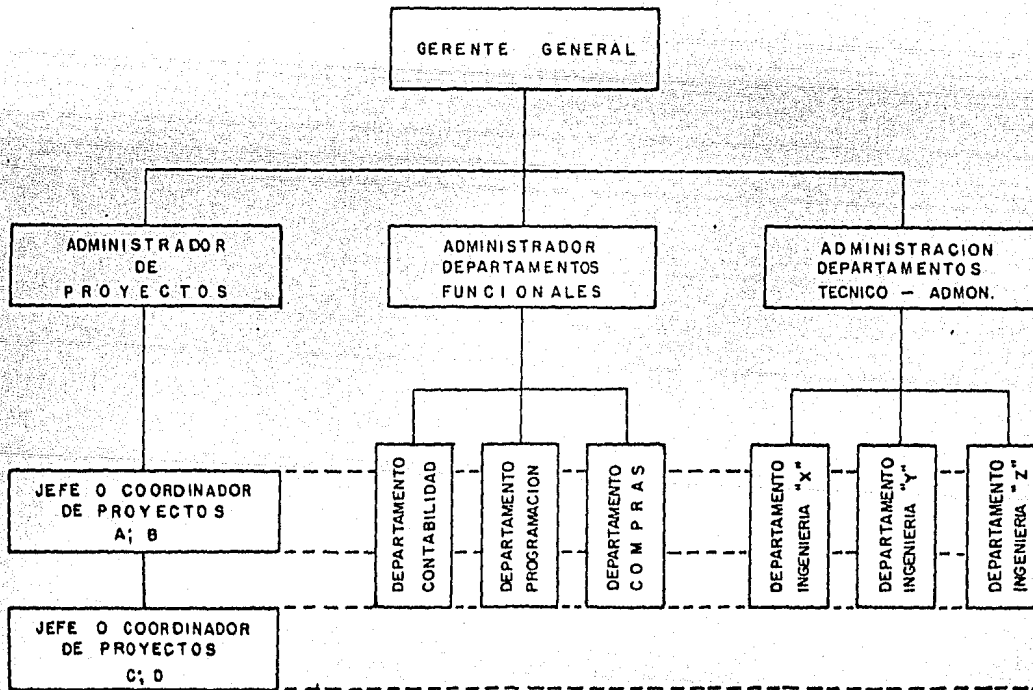 GERENTE GENERAL
ADMINISTRADOR
DE
PROYECTOS
ADMINISTRADOR
DEPARTAMENTOS
FUNCIONALES
ADMINISTRACION
DEPARTAMENTOS
TECNICO — ADMON.
JEFE O COORDINADOR
DE PROYECTOS
A; B
DEPARTAMENTO
CONTABILIDAD
DEPARTAMENTO
PROGRAMACION
DEPARTAMENTO
COMPRAS
DEPARTAMENTO
INGENIERIA "X"
DEPARTAMENTO
INGENIERIA "Y"
DEPARTAMENTO
INGENIERIA "Z"
JEFE O COORDINADOR
DE PROYECTOS
C; D